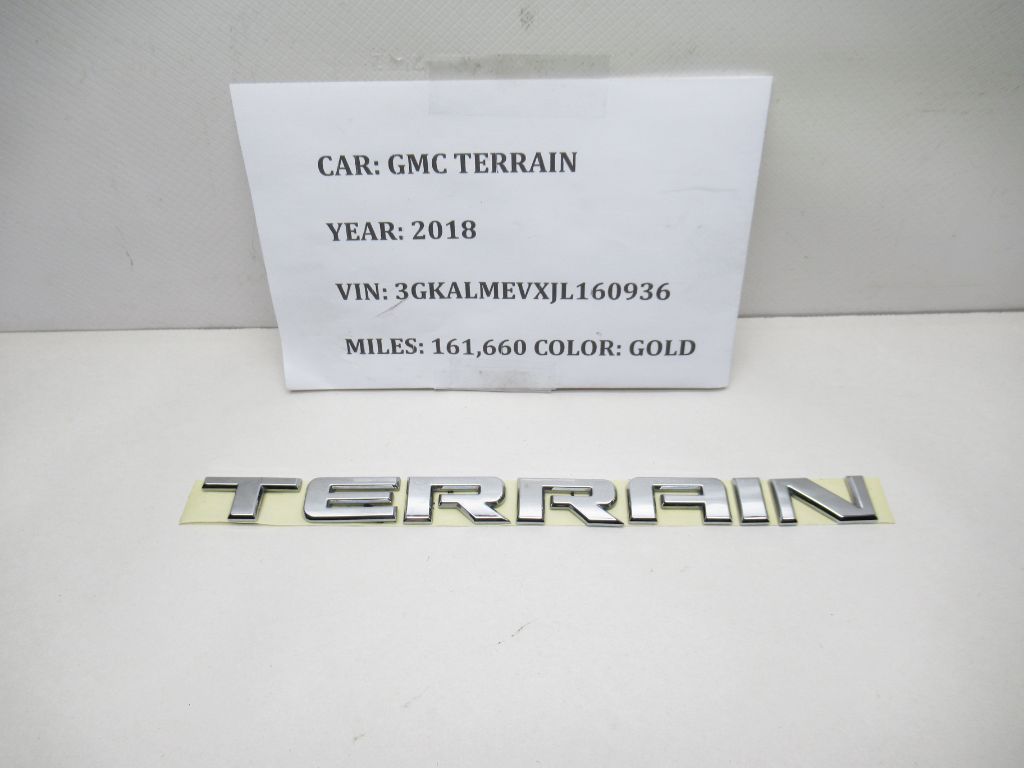 CAR: GMC TERRAIN
YEAR: 2018
VIN: 3GKALMEVXJL160936
MILES: 161,660 COLOR: GOLD
TERRAIN